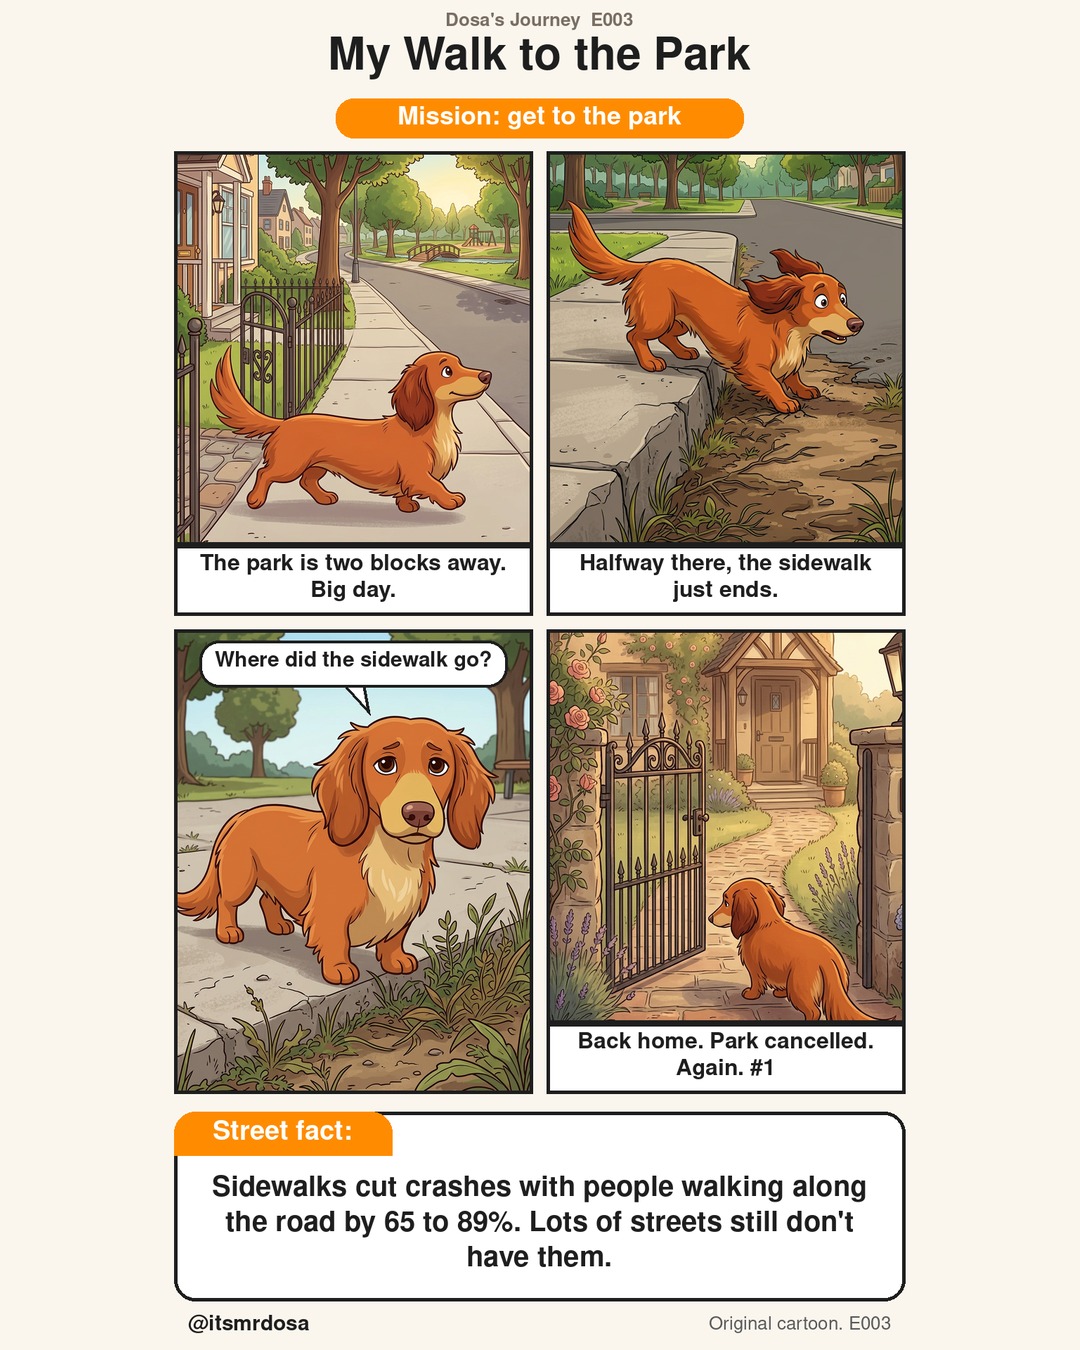 Dosa's Journey E003
My Walk to the Park
Mission: get to the park
The park is two blocks away.
Big day.
Halfway there, the sidewalk
just ends.
Where did the sidewalk go?
Back home. Park cancelled.
Again. #1
Street fact:
Sidewalks cut crashes with people walking along
the road by 65 to 89%. Lots of streets still don't
have them.
@itsmrdosa
Original cartoon. E003